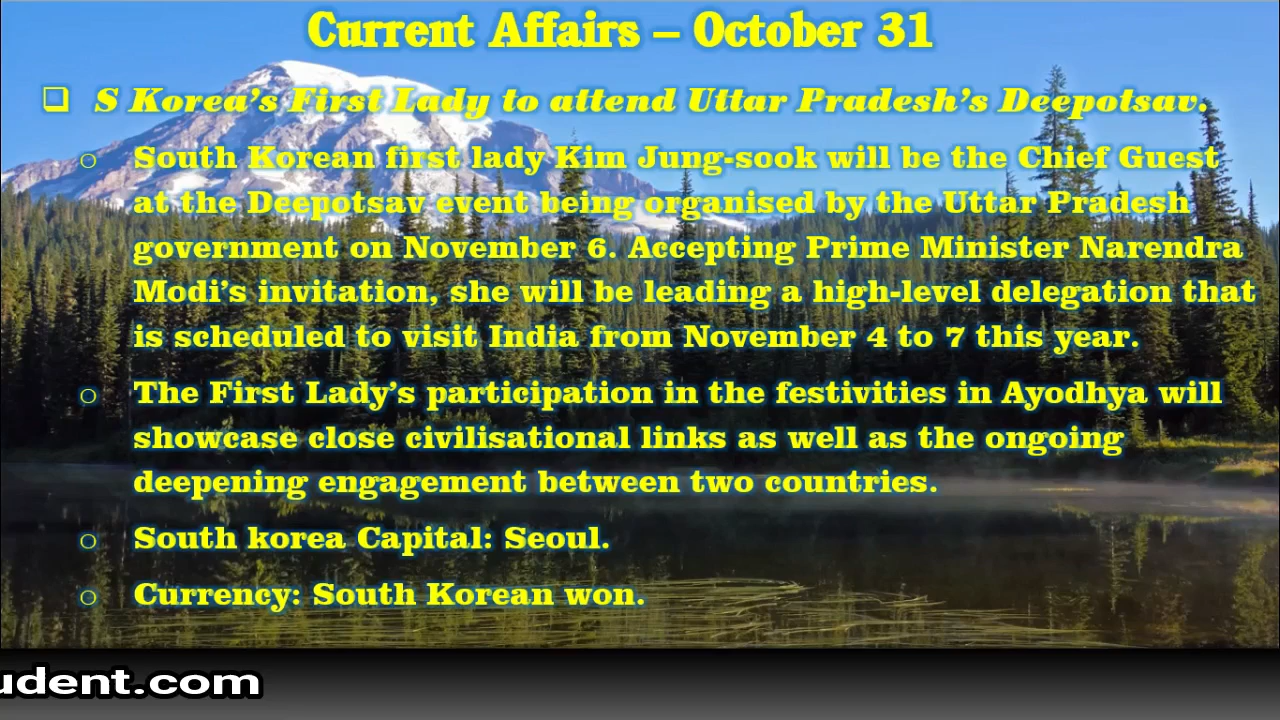 Current Affairs – October 31
❑ S Korea's First Lady to attend Uttar Pradesh's Deepotsav.
o South Korean first lady Kim Jung-sook will be the Chief Guest
at the Deepotsav event being organised by the Uttar Pradesh
government on November 6. Accepting Prime Minister Narendra
Modi's invitation, she will be leading a high-level delegation that
is scheduled to visit India from November 4 to 7 this year.
o The First Lady's participation in the festivities in Ayodhya will
showcase close civilisational links as well as the ongoing
deepening engagement between two countries.
o South korea Capital: Seoul.
o Currency: South Korean won.
udent.com